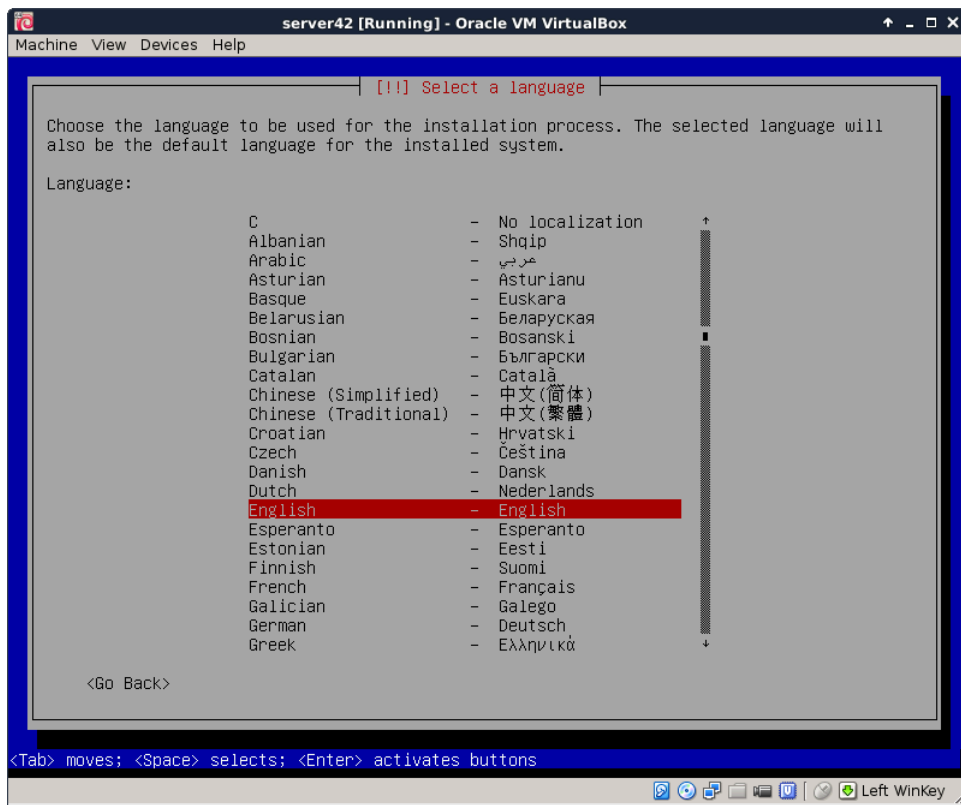 server42 [Running] - Oracle VM VirtualBox
Machine View Devices Help
[!!] Select a language
Choose the language to be used for the installation process. The selected language will
also be the default language for the installed system.
Language:
C - No localization
Albanian - Shqip
Arabic - عربي
Asturian - Asturianu
Basque - Euskara
Belarusian - Беларуская
Bosnian - Bosanski
Bulgarian - Български
Catalan - Català
Chinese (Simplified) - 中文(简体)
Chinese (Traditional) - 中文(繁體)
Croatian - Hrvatski
Czech - Čeština
Danish - Dansk
Dutch - Nederlands
English - English
Esperanto - Esperanto
Estonian - Eesti
Finnish - Suomi
French - Français
Galician - Galego
German - Deutsch
Greek - Ελληνικά
<Go Back>
<Tab> moves; <Space> selects; <Enter> activates buttons
Left WinKey